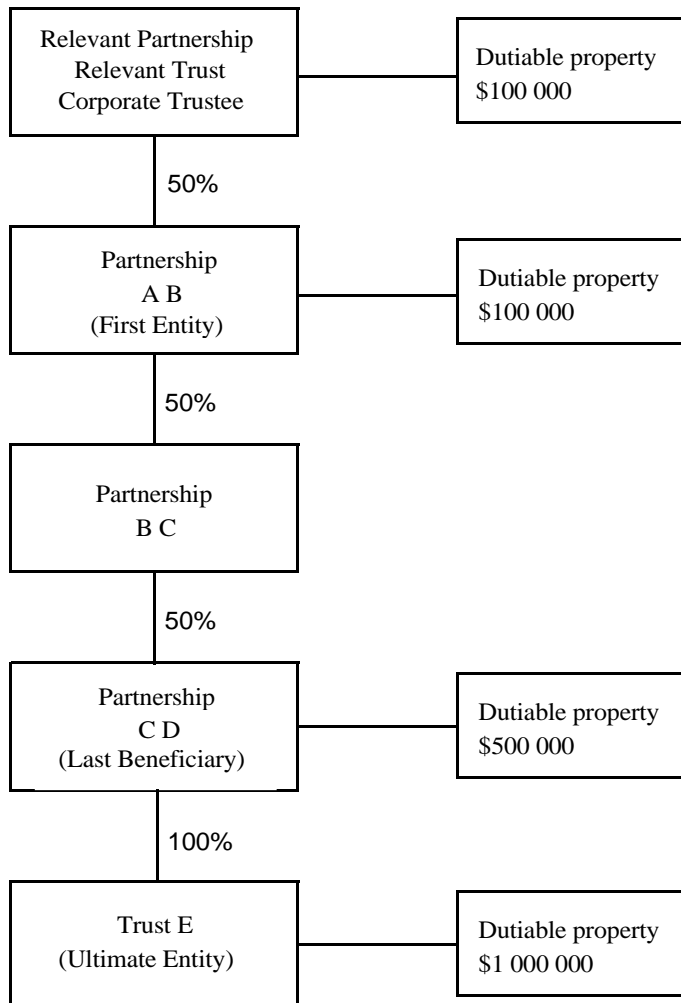 Relevant Partnership
Relevant Trust
Corporate Trustee
Dutiable property
$100 000
50%
Partnership
A B
(First Entity)
Dutiable property
$100 000
50%
Partnership
B C
50%
Partnership
C D
(Last Beneficiary)
Dutiable property
$500 000
100%
Trust E
(Ultimate Entity)
Dutiable property
$1 000 000